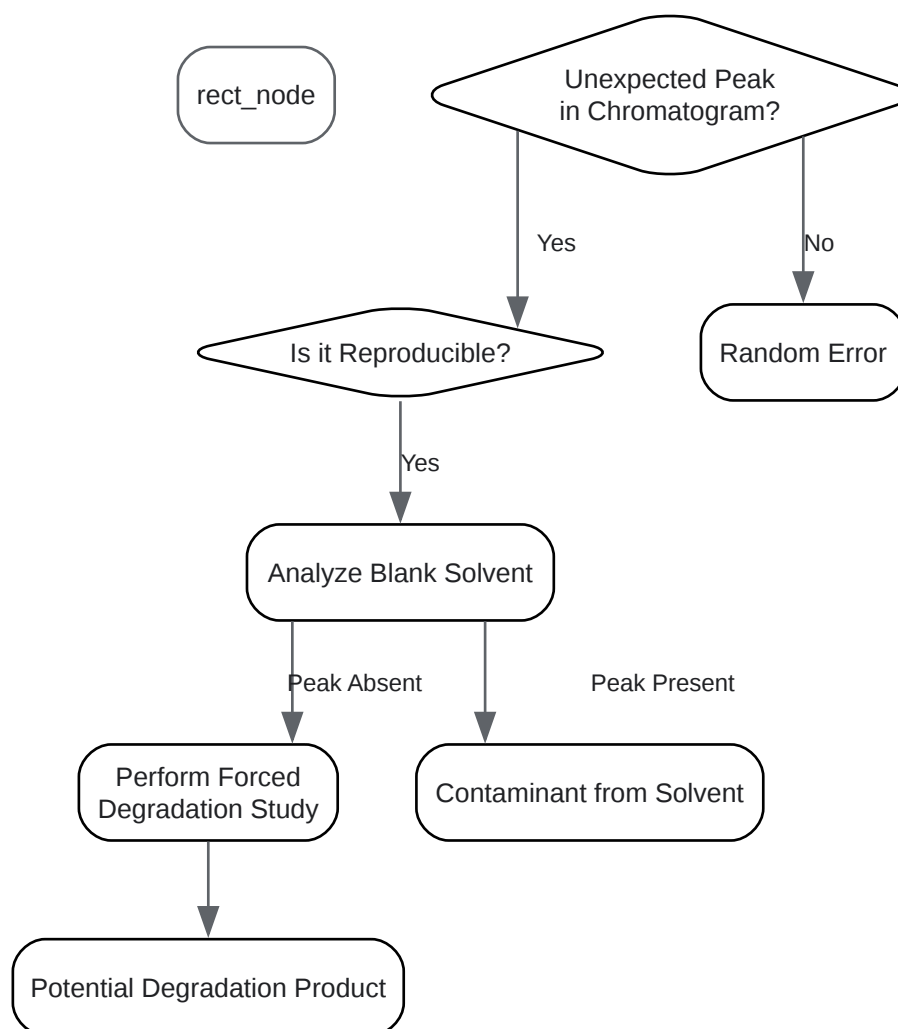 rect_node
Unexpected Peak
in Chromatogram?
Yes
No
Is it Reproducible?
Random Error
Yes
Analyze Blank Solvent
Peak Absent
Peak Present
Perform Forced
Degradation Study
Contaminant from Solvent
Potential Degradation Product